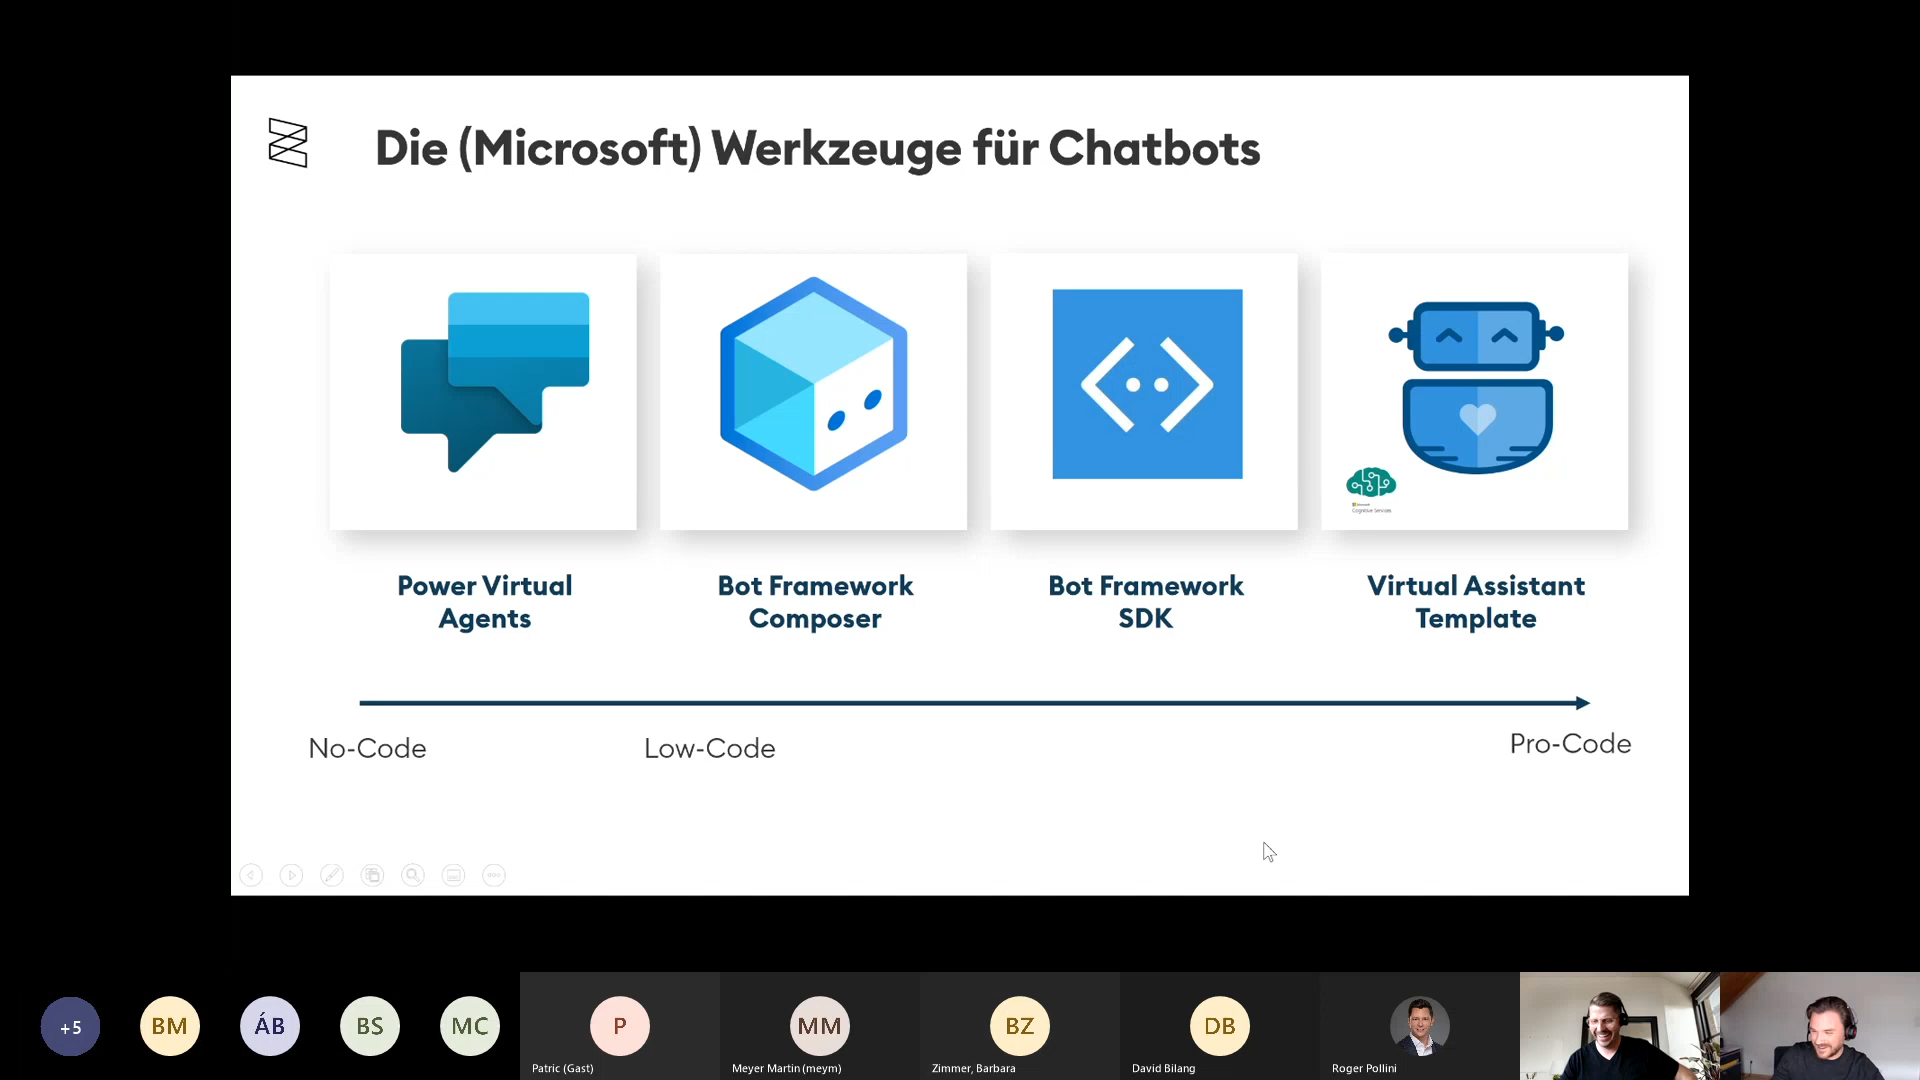 Die (Microsoft) Werkzeuge für Chatbots
Cognitive Services
Power Virtual
Agents
Bot Framework
Composer
Bot Framework
SDK
Virtual Assistant
Template
No-Code
Low-Code
Pro-Code
+5
BM
ÁB
BS
MC
P
Patric (Gast)
MM
Meyer Martin (meym)
BZ
Zimmer, Barbara
DB
David Bilang
Roger Pollini